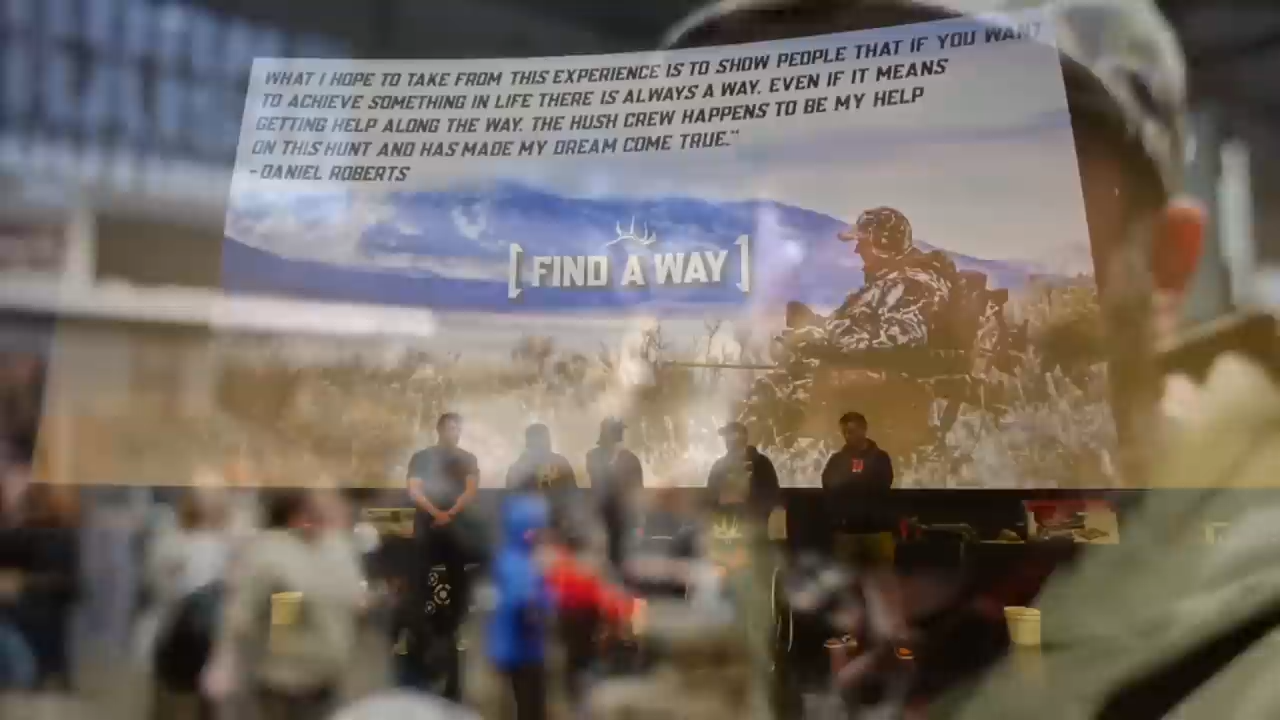 WHAT I HOPE TO TAKE FROM THIS EXPERIENCE IS TO SHOW PEOPLE THAT IF YOU WANT
TO ACHIEVE SOMETHING IN LIFE THERE IS ALWAYS A WAY. EVEN IF IT MEANS
GETTING HELP ALONG THE WAY. THE HUSH CREW HAPPENS TO BE MY HELP
ON THIS HUNT AND HAS MADE MY DREAM COME TRUE."
-DANIEL ROBERTS
[FIND A WAY]